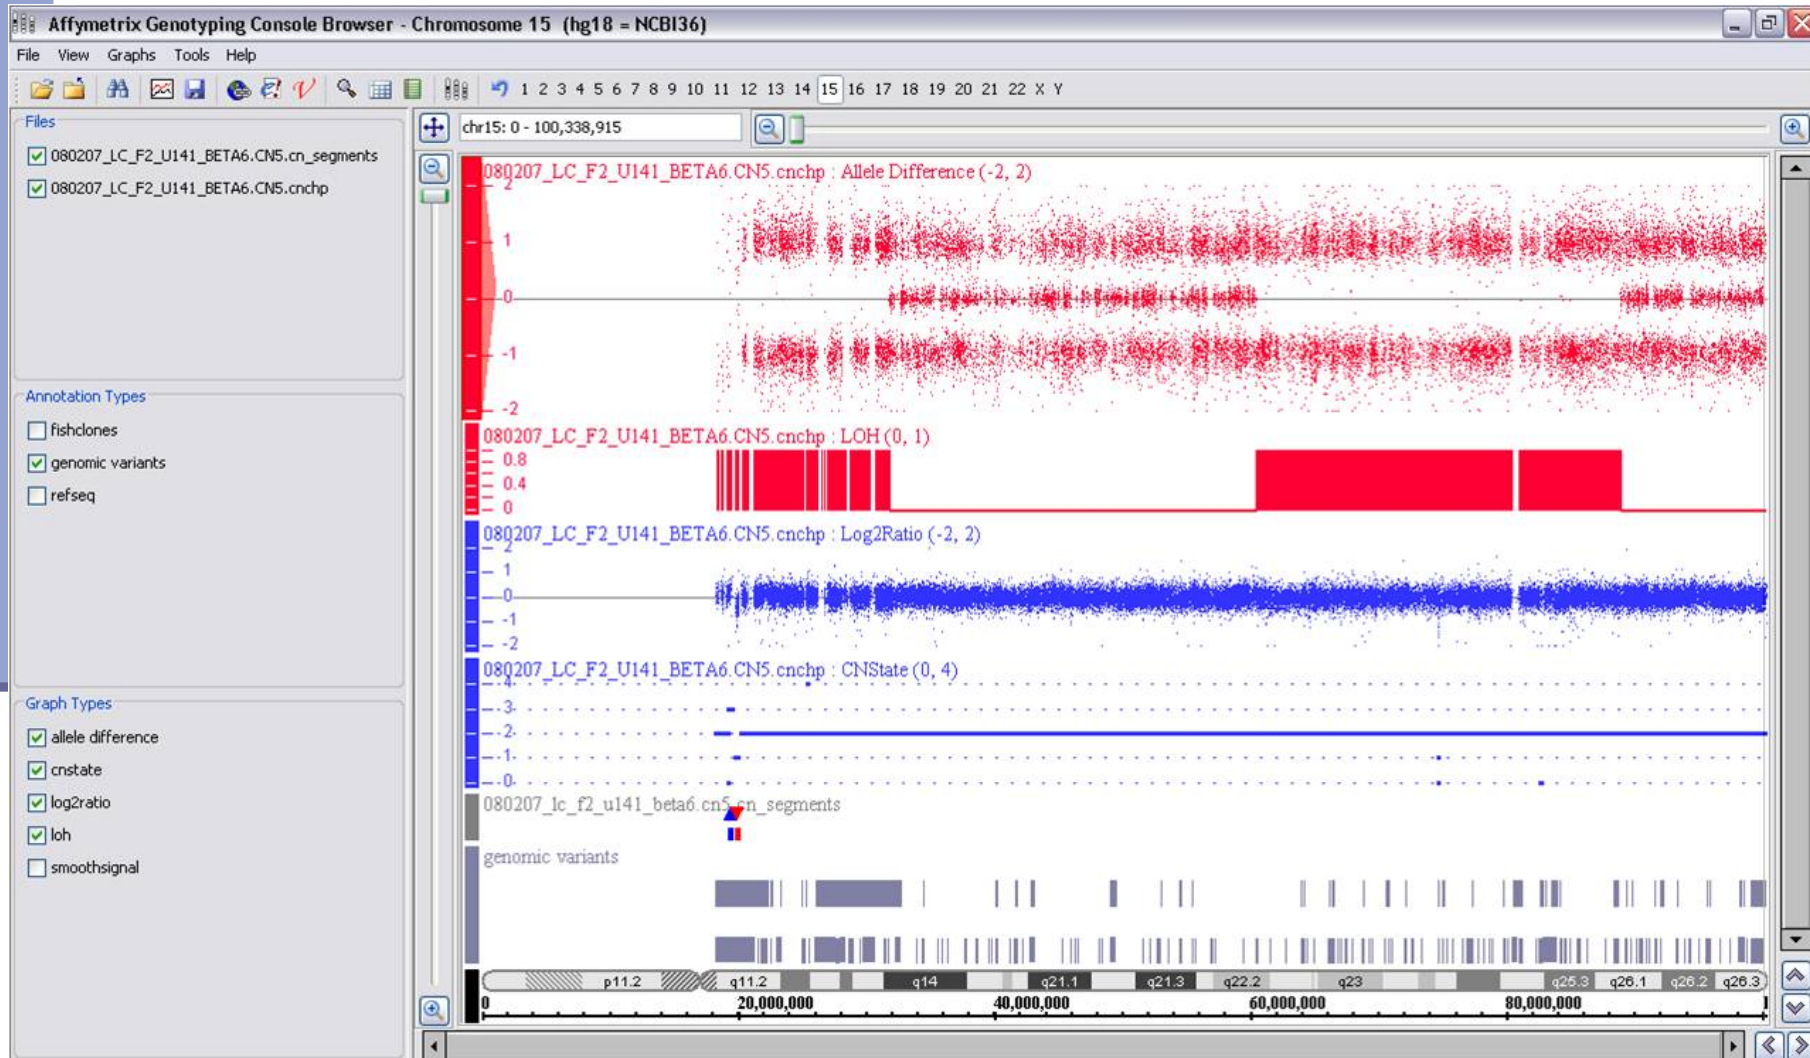 Affymetrix Genotyping Console Browser - Chromosome 15 (hg18 = NCBI36)
File View Graphs Tools Help
1 2 3 4 5 6 7 8 9 10 11 12 13 14 15 16 17 18 19 20 21 22 X Y
Files
080207_LC_F2_U141_BETA6.CN5.cn_segments
080207_LC_F2_U141_BETA6.CN5.cnchp
Annotation Types
fishclones
genomic variants
refseq
Graph Types
allele difference
cnstate
log2ratio
loh
smoothsignal
chr15: 0 - 100,338,915
080207_LC_F2_U141_BETA6.CN5.cnchp : Allele Difference (-2, 2)
2
1
0
-1
-2
080207_LC_F2_U141_BETA6.CN5.cnchp : LOH (0, 1)
0.8
0.4
0
080207_LC_F2_U141_BETA6.CN5.cnchp : Log2Ratio (-2, 2)
2
1
0
-1
-2
080207_LC_F2_U141_BETA6.CN5.cnchp : CNState (0, 4)
4
3
2
1
0
080207_lc_f2_u141_beta6.cn5.cn_segments
genomic variants
p11.2 q11.2 q14 q21.1 q21.3 q22.2 q23 q25.3 q26.1 q26.2 q26.3
0 20,000,000 40,000,000 60,000,000 80,000,000